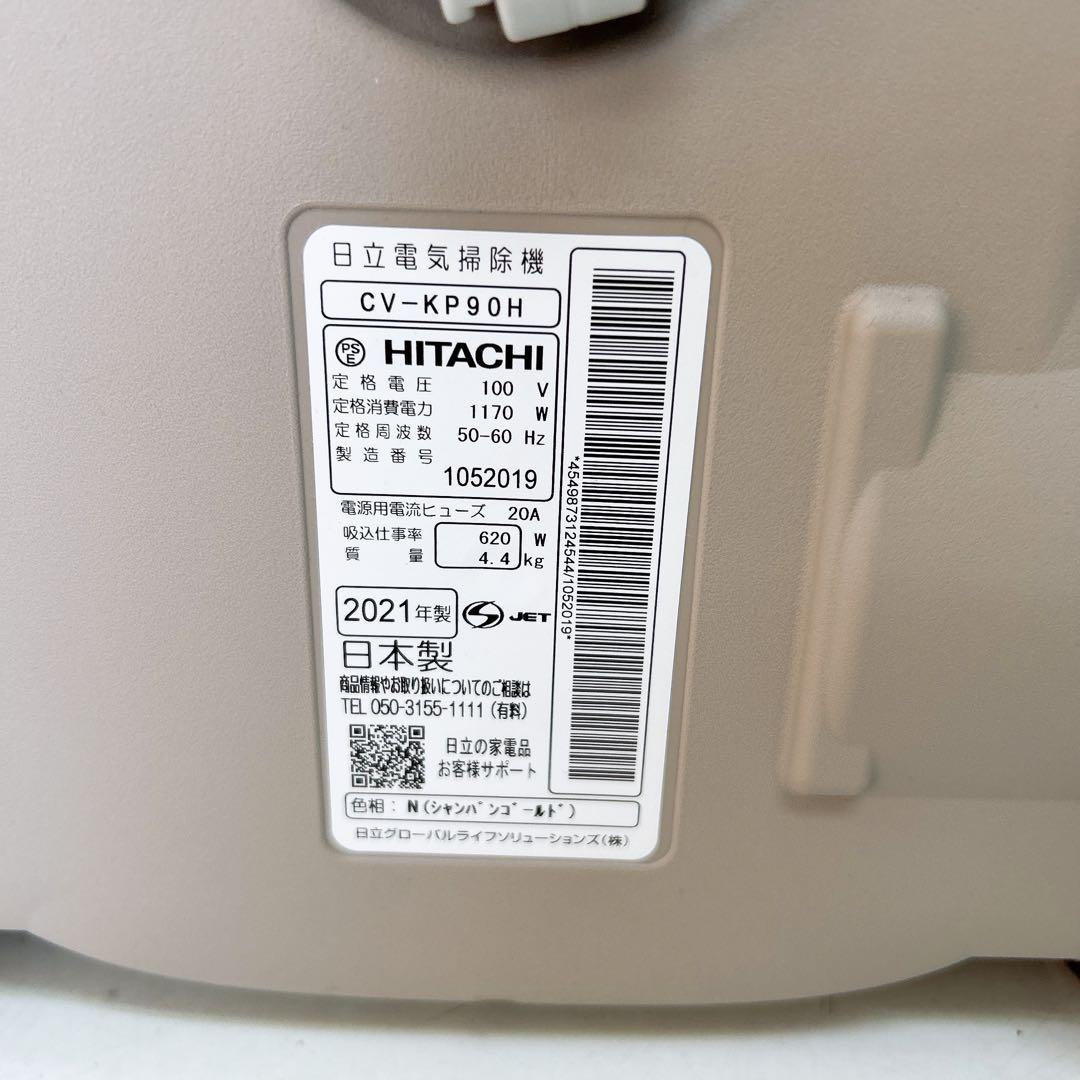 日立電気掃除機
CV-KP90H
PSE HITACHI
定格電圧 100 V
定格消費電力 1170 W
定格周波数 50-60 Hz
製造番号
1052019
電源用電流ヒューズ 20A
吸込仕事率 620 W
質量 4.4 kg
2021年製 S JET
日本製
商品情報やお取り扱いについてのご相談は
TEL 050-3155-1111 (有料)
日立の家電品
お客様サポート
色相: N (シャンパンゴールド)
日立グローバルライフソリューションズ(株)
*4549873124544/1052019*